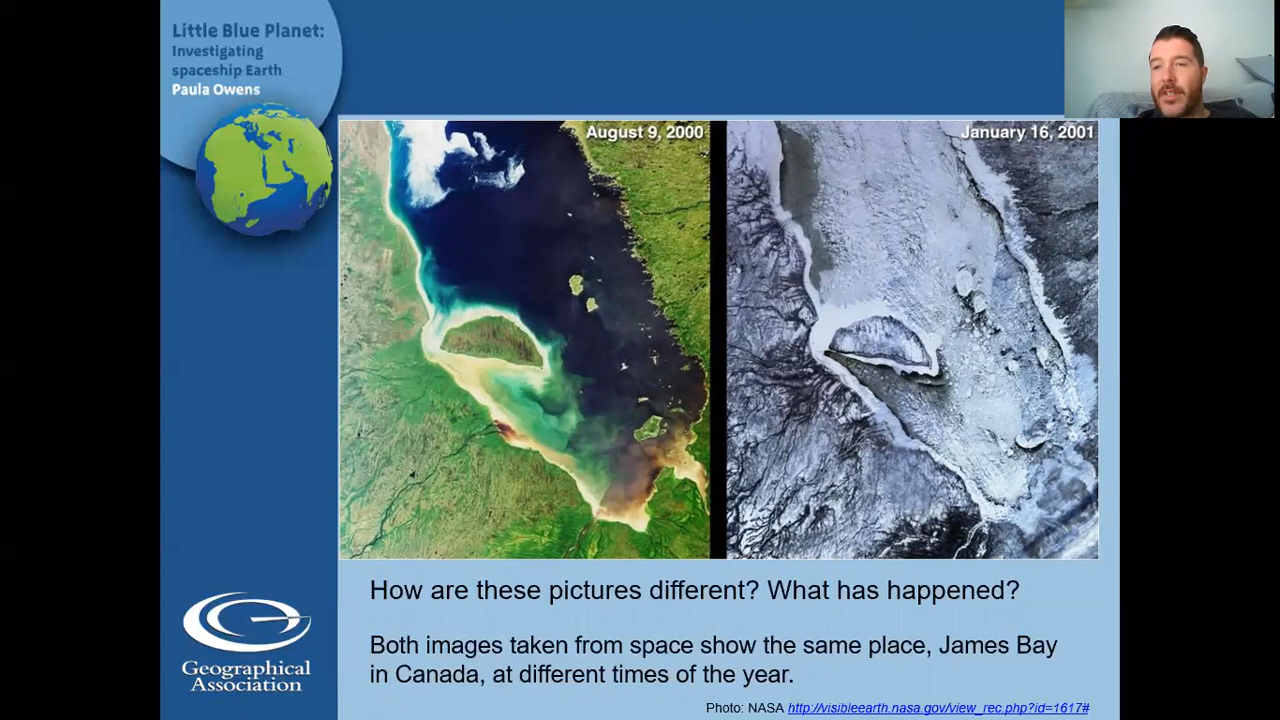 Little Blue Planet:
Investigating
spaceship Earth
Paula Owens
August 9, 2000
January 16, 2001
How are these pictures different? What has happened?
Both images taken from space show the same place, James Bay
in Canada, at different times of the year.
Geographical
Association
Photo: NASA http://visibleearth.nasa.gov/view_rec.php?id=1617#